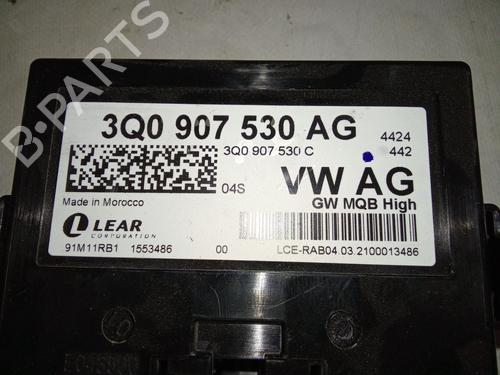 B-PARTS
3Q0 907 530 AG 4424
3Q0 907 530 C 442
04S VW AG
Made in Morocco GW MQB High
LEAR
CORPORATION
91M11RB1 1553486 00 LCE-RAB04.03.2100013486